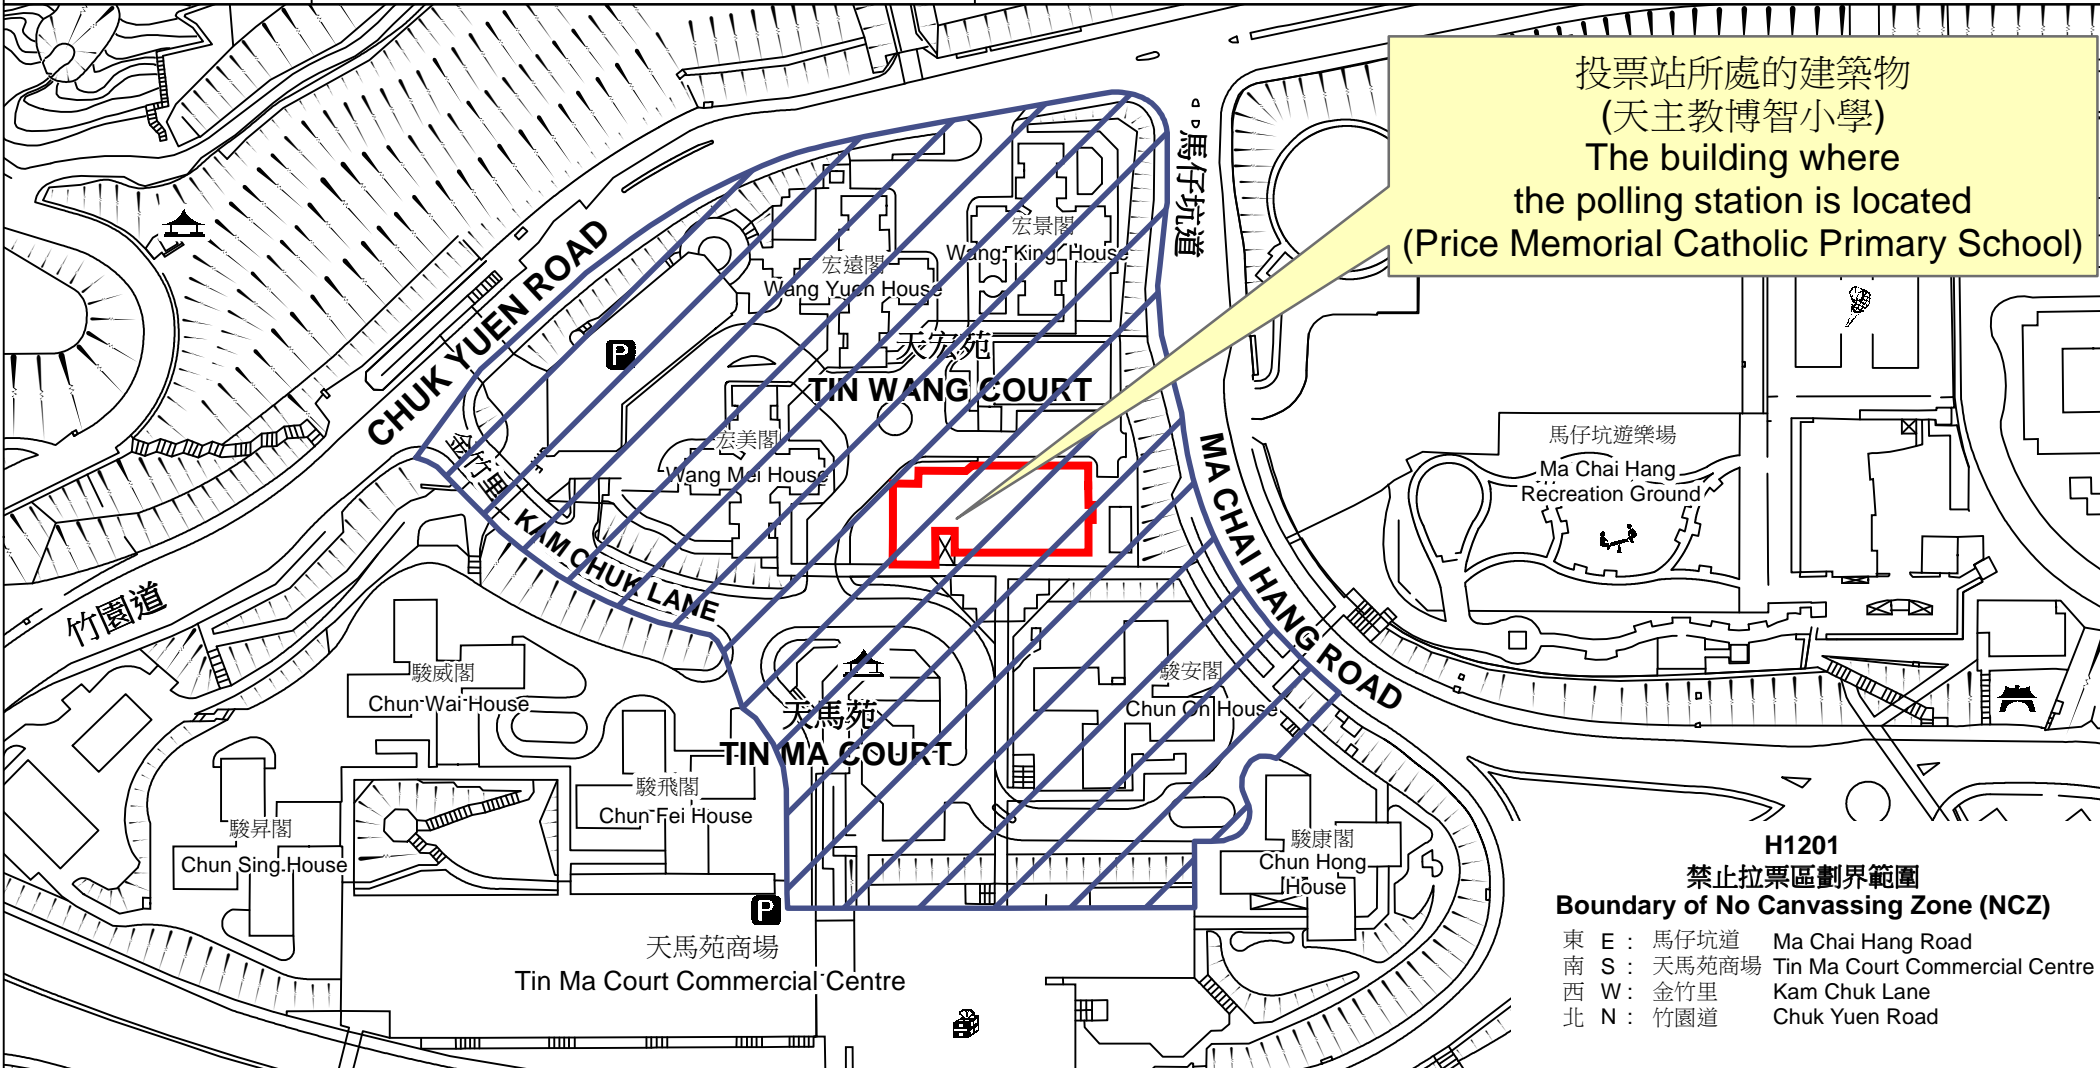 投票站所處的建築物
(天主教博智小學)
The building where
the polling station is located
(Price Memorial Catholic Primary School)
馬仔坑道
宏景閣
Wang King House
宏遠閣
Wang Yuen House
CHUK YUEN ROAD
P
天宏苑
TIN WANG COURT
宏美閣
Wang Mei House
金竹里
KAM CHUK LANE
MA CHAI HANG ROAD
馬仔坑遊樂場
Ma Chai Hang
Recreation Ground
竹園道
駿威閣
Chun Wai House
天馬苑
TIN MA COURT
駿安閣
Chun On House
駿飛閣
Chun Fei House
駿昇閣
Chun Sing House
駿康閣
Chun Hong
House
P
天馬苑商場
Tin Ma Court Commercial Centre
H1201
禁止拉票區劃界範圍
Boundary of No Canvassing Zone (NCZ)
東 E : 馬仔坑道 Ma Chai Hang Road
南 S : 天馬苑商場 Tin Ma Court Commercial Centre
西 W : 金竹里 Kam Chuk Lane
北 N : 竹園道 Chuk Yuen Road